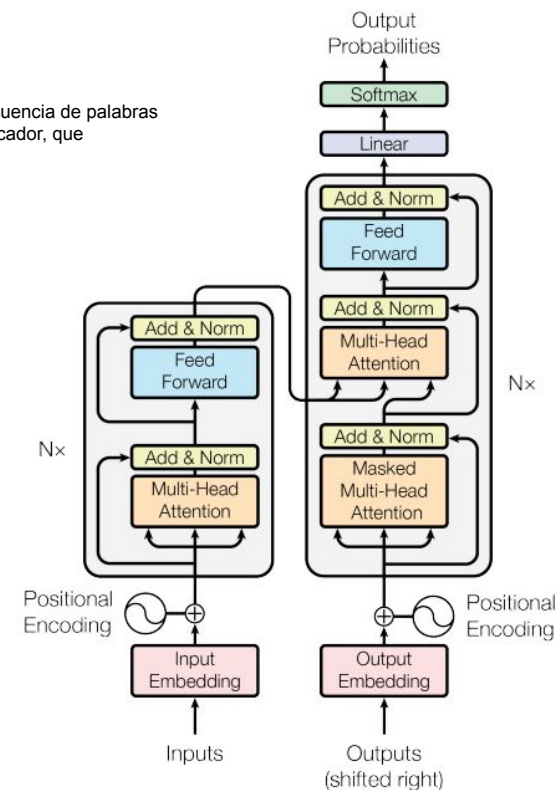 cuencia de palabras
cador, que
Output
Probabilities
Softmax
Linear
Add & Norm
Feed
Forward
Add & Norm
Multi-Head
Attention
Add & Norm
Masked
Multi-Head
Attention
Nx
Add & Norm
Feed
Forward
Nx
Add & Norm
Multi-Head
Attention
Positional
Encoding
Positional
Encoding
Input
Embedding
Output
Embedding
Inputs
Outputs
(shifted right)